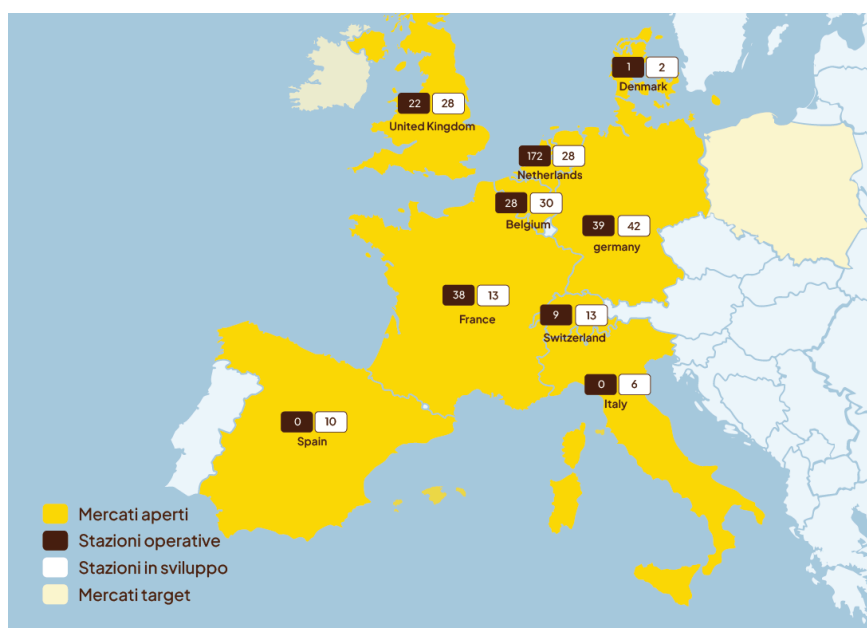 1 2
Denmark
22 28
United Kingdom
172 28
Netherlands
28 30
Belgium
39 42
germany
38 13
France
9 13
Switzerland
0 6
Italy
0 10
Spain
Mercati aperti
Stazioni operative
Stazioni in sviluppo
Mercati target